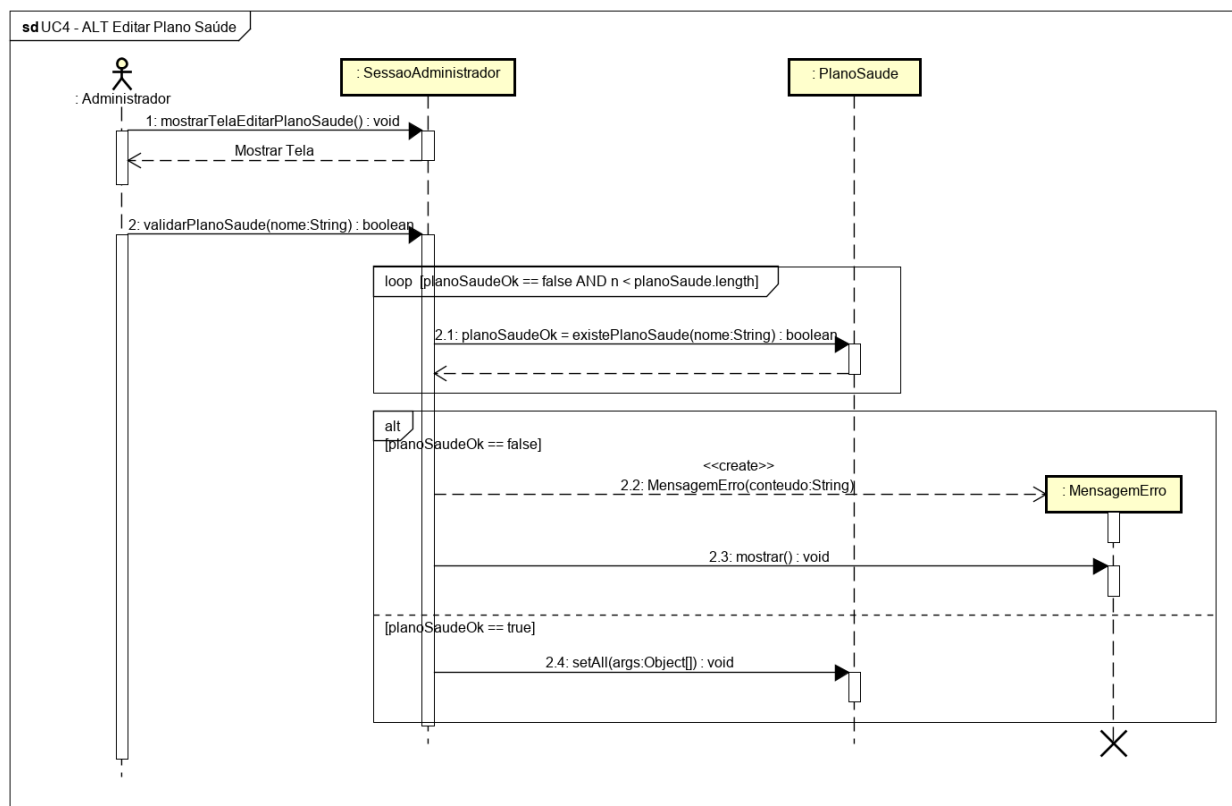 sd UC4 - ALT Editar Plano Saúde
: Administrador
: SessaoAdministrador
: PlanoSaude
1: mostrarTelaEditarPlanoSaude() : void
Mostrar Tela
2: validarPlanoSaude(nome:String) : boolean
loop [planoSaudeOk == false AND n < planoSaude.length]
2.1: planoSaudeOk = existePlanoSaude(nome:String) : boolean
alt
[planoSaudeOk == false]
<<create>>
2.2: MensagemErro(conteudo:String)
: MensagemErro
2.3: mostrar() : void
[planoSaudeOk == true]
2.4: setAll(args:Object[]) : void